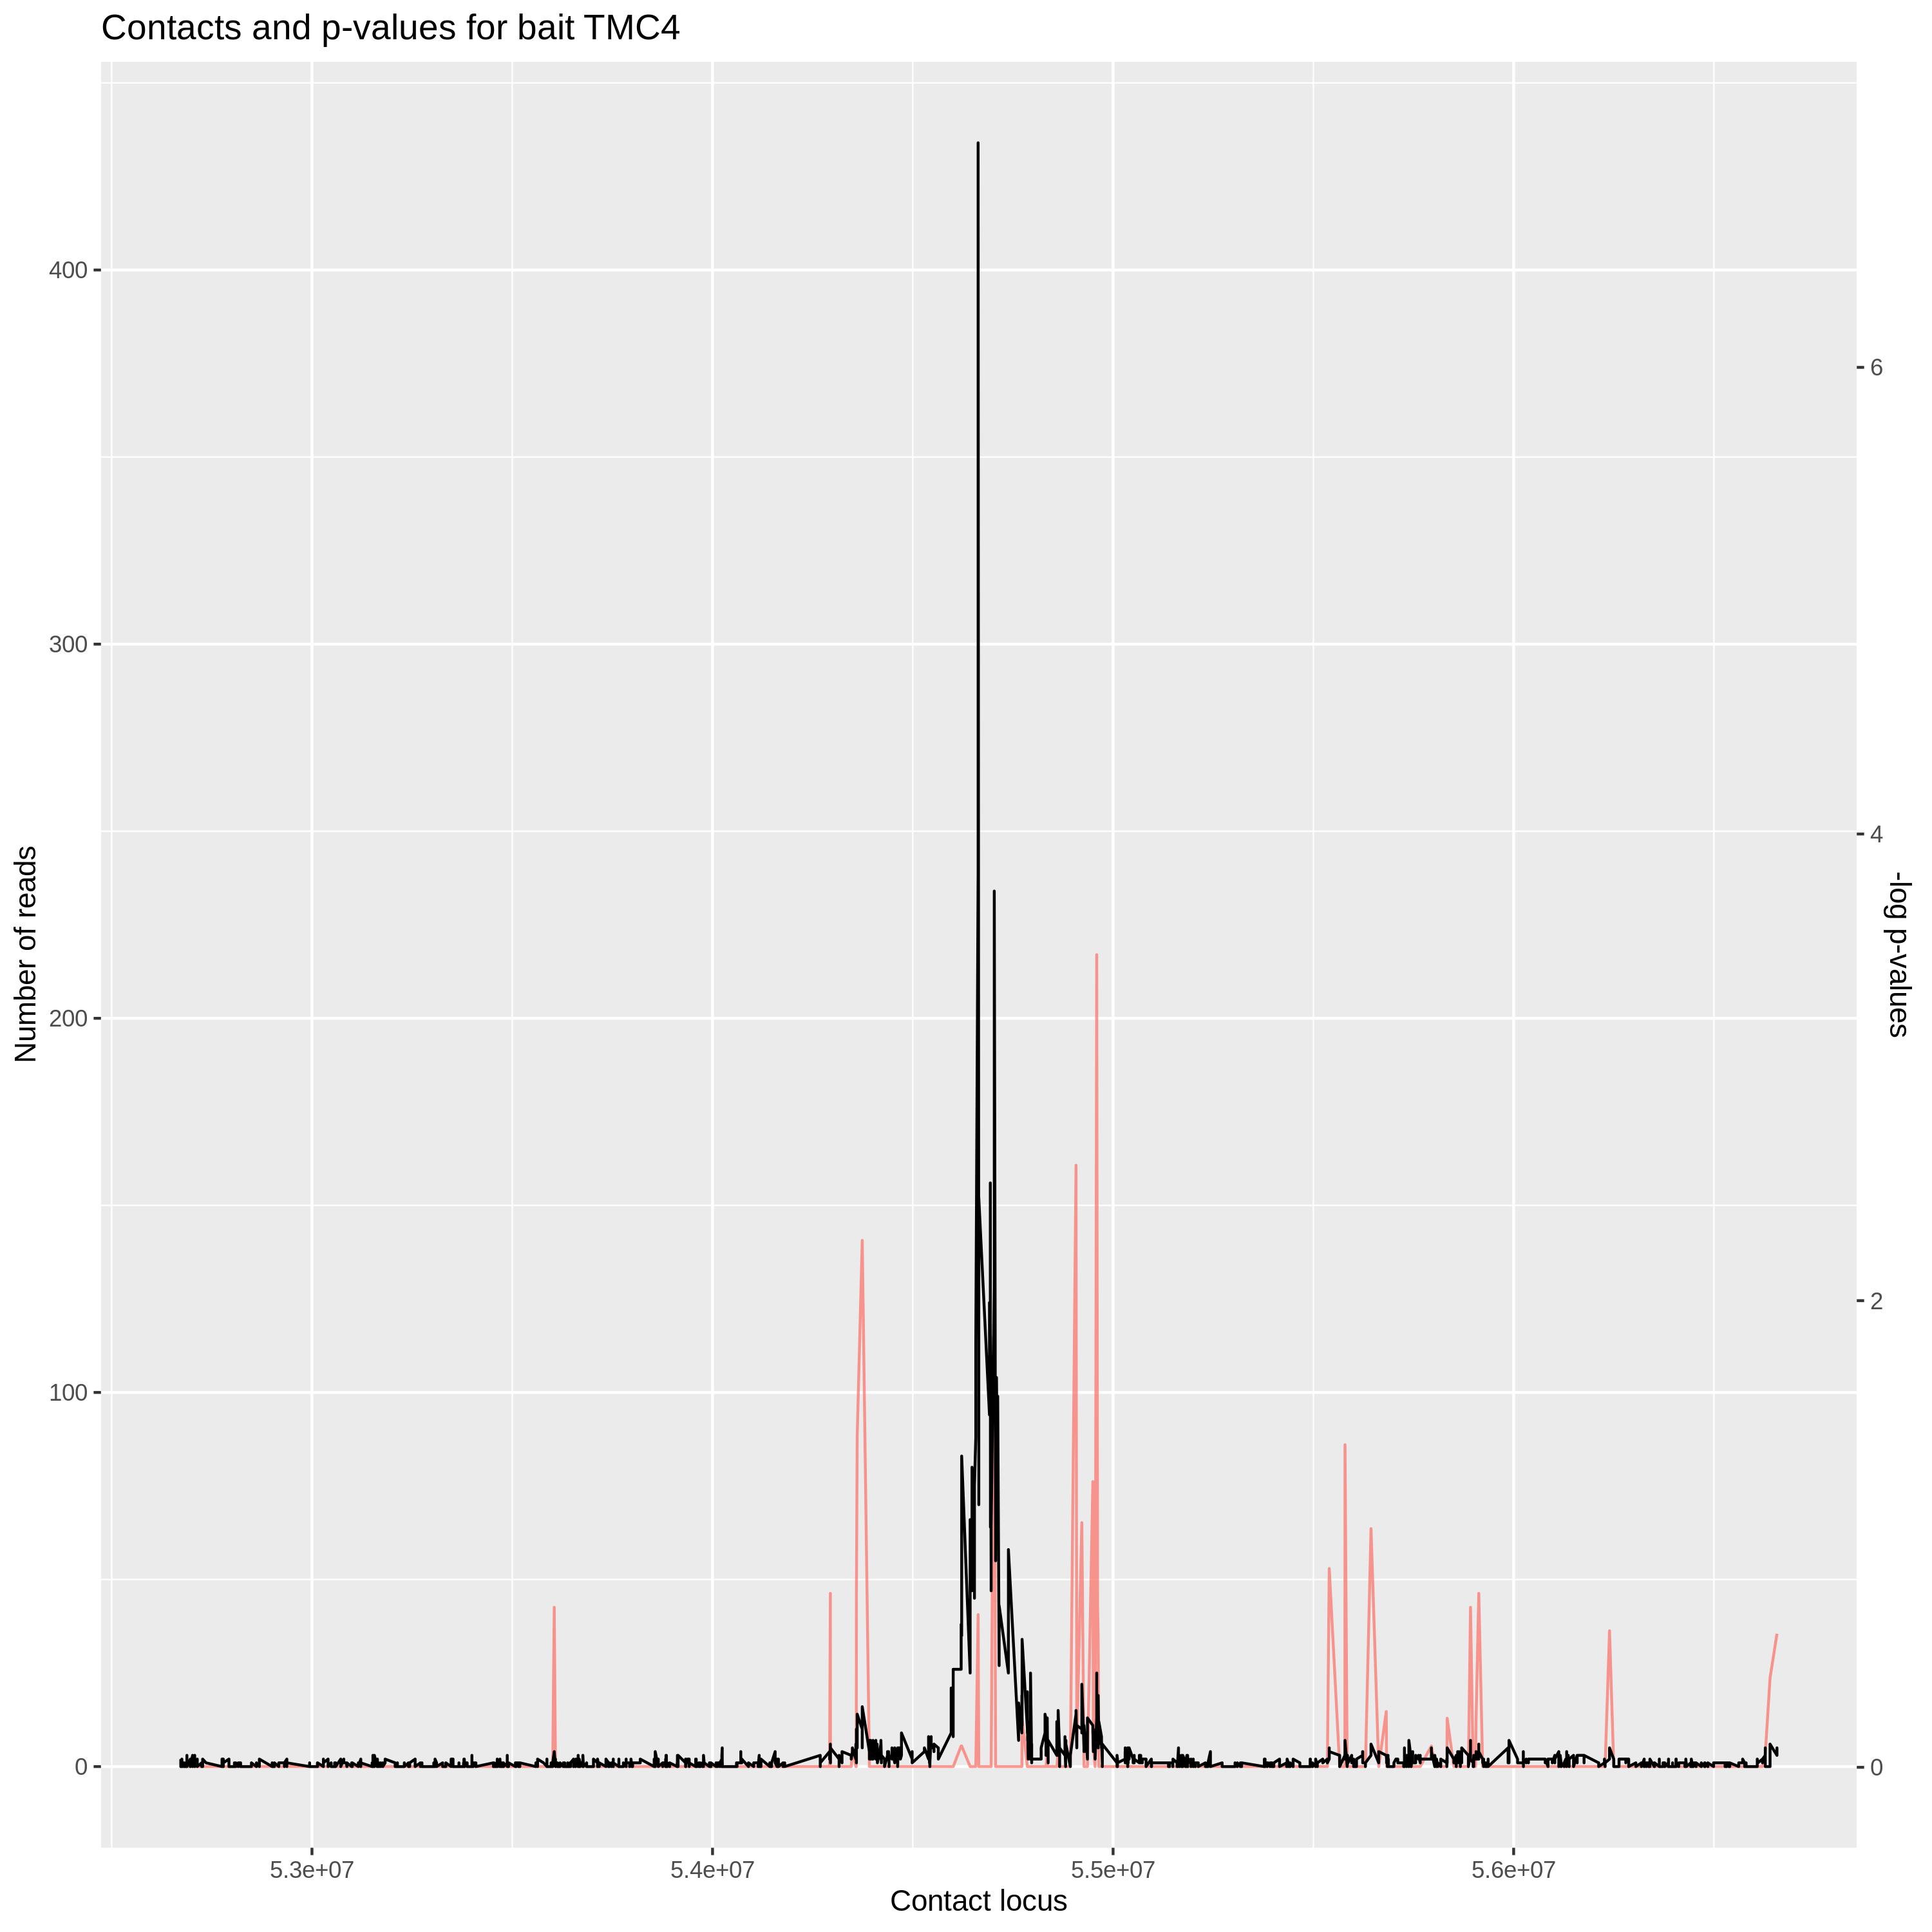 Contacts and p-values for bait TMC4
400
300
200
100
0
Number of reads
6
4
2
0
-log p-values
5.3e+07
5.4e+07
5.5e+07
5.6e+07
Contact locus